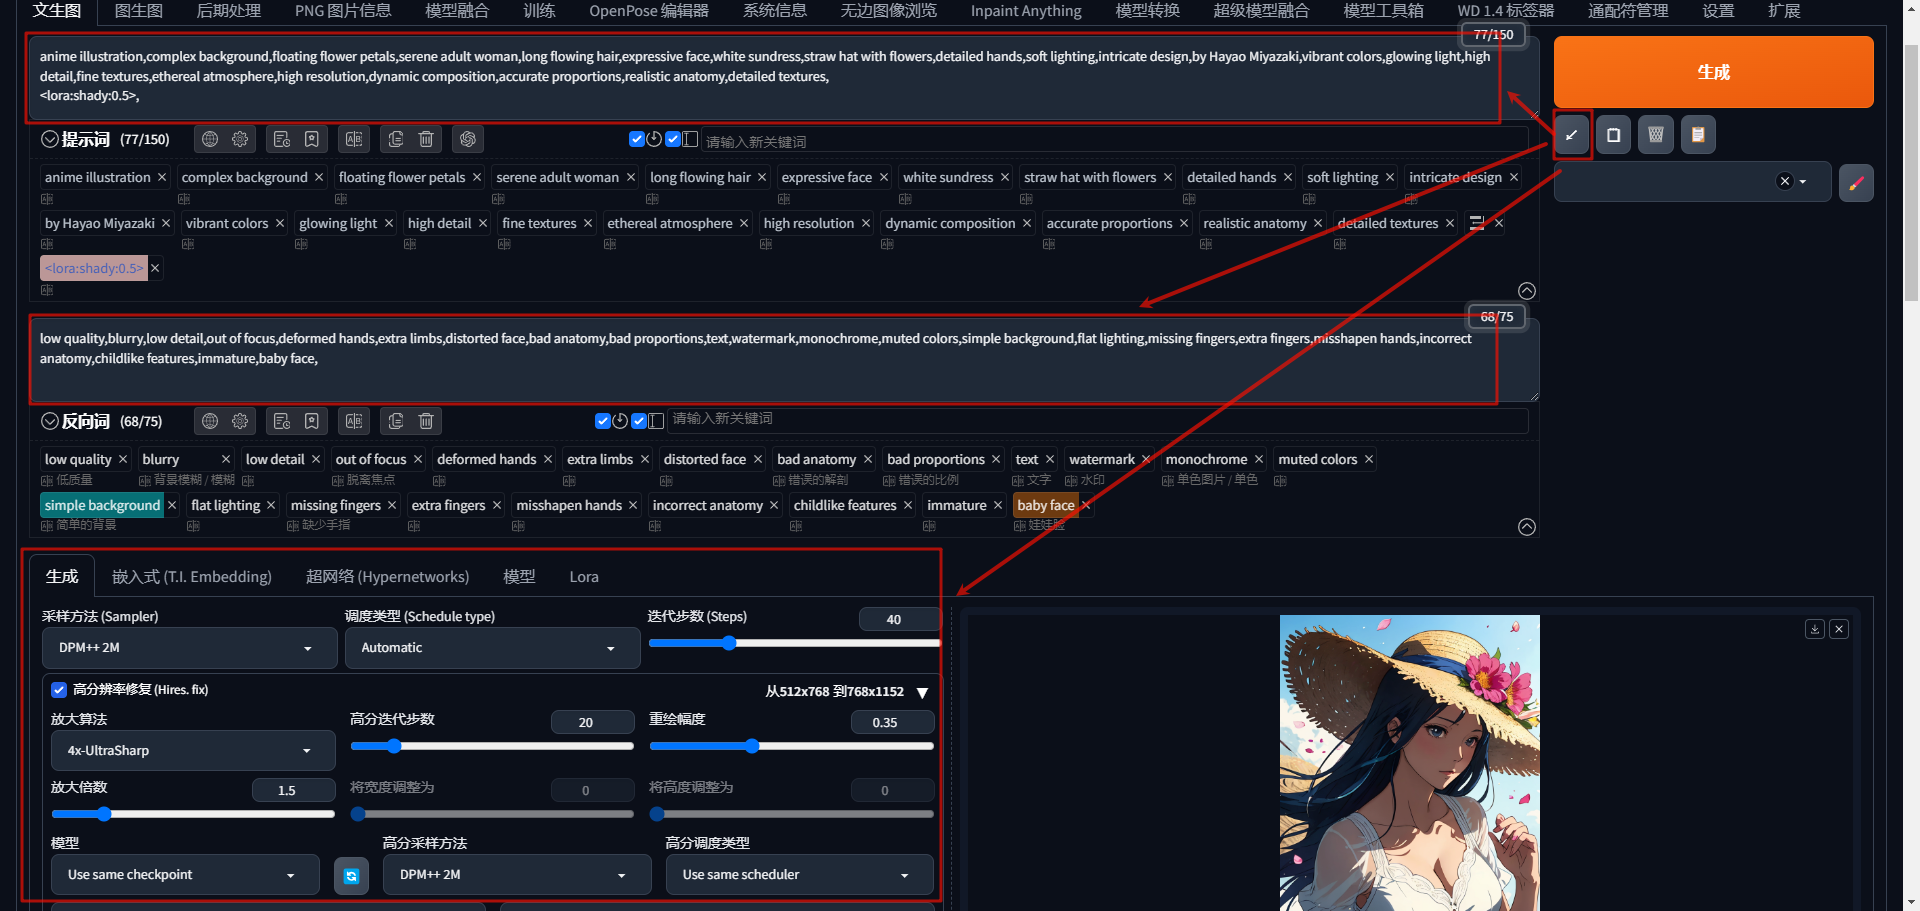 文生图 图生图 后期处理 PNG 图片信息 模型融合 训练 OpenPose 编辑器 系统信息 无边图像浏览 Inpaint Anything 模型转换 超级模型融合 模型工具箱 WD 1.4 标签器 通配符管理 设置 扩展
77/150
anime illustration,complex background,floating flower petals,serene adult woman,long flowing hair,expressive face,white sundress,straw hat with flowers,detailed hands,soft lighting,intricate design,by Hayao Miyazaki,vibrant colors,glowing light,high
detail,fine textures,ethereal atmosphere,high resolution,dynamic composition,accurate proportions,realistic anatomy,detailed textures,
<lora:shady:0.5>,
生成
提示词 (77/150) 请输入新关键词
anime illustration × complex background × floating flower petals × serene adult woman × long flowing hair × expressive face × white sundress × straw hat with flowers × detailed hands × soft lighting × intricate design ×
by Hayao Miyazaki × vibrant colors × glowing light × high detail × fine textures × ethereal atmosphere × high resolution × dynamic composition × accurate proportions × realistic anatomy × detailed textures × ×
<lora:shady:0.5> ×
68/75
low quality,blurry,low detail,out of focus,deformed hands,extra limbs,distorted face,bad anatomy,bad proportions,text,watermark,monochrome,muted colors,simple background,flat lighting,missing fingers,extra fingers,misshapen hands,incorrect
anatomy,childlike features,immature,baby face,
反向词 (68/75) 请输入新关键词
low quality × blurry × low detail × out of focus × deformed hands × extra limbs × distorted face × bad anatomy × bad proportions × text × watermark × monochrome × muted colors ×
低质量 背景模糊 / 模糊 脱离焦点 错误的解剖 错误的比例 文字 水印 单色图片 / 单色
simple background × flat lighting × missing fingers × extra fingers × misshapen hands × incorrect anatomy × childlike features × immature × baby face ×
简单的背景 缺少手指 娃娃脸
生成 嵌入式 (T.I. Embedding) 超网络 (Hypernetworks) 模型 Lora
采样方法 (Sampler) 调度类型 (Schedule type) 迭代步数 (Steps) 40
DPM++ 2M Automatic
高分辨率修复 (Hires. fix) 从512x768 到768x1152
放大算法 高分迭代步数 20 重绘幅度 0.35
4x-UltraSharp
放大倍数 1.5 将宽度调整为 0 将高度调整为 0
模型 高分采样方法 高分调度类型
Use same checkpoint DPM++ 2M Use same scheduler